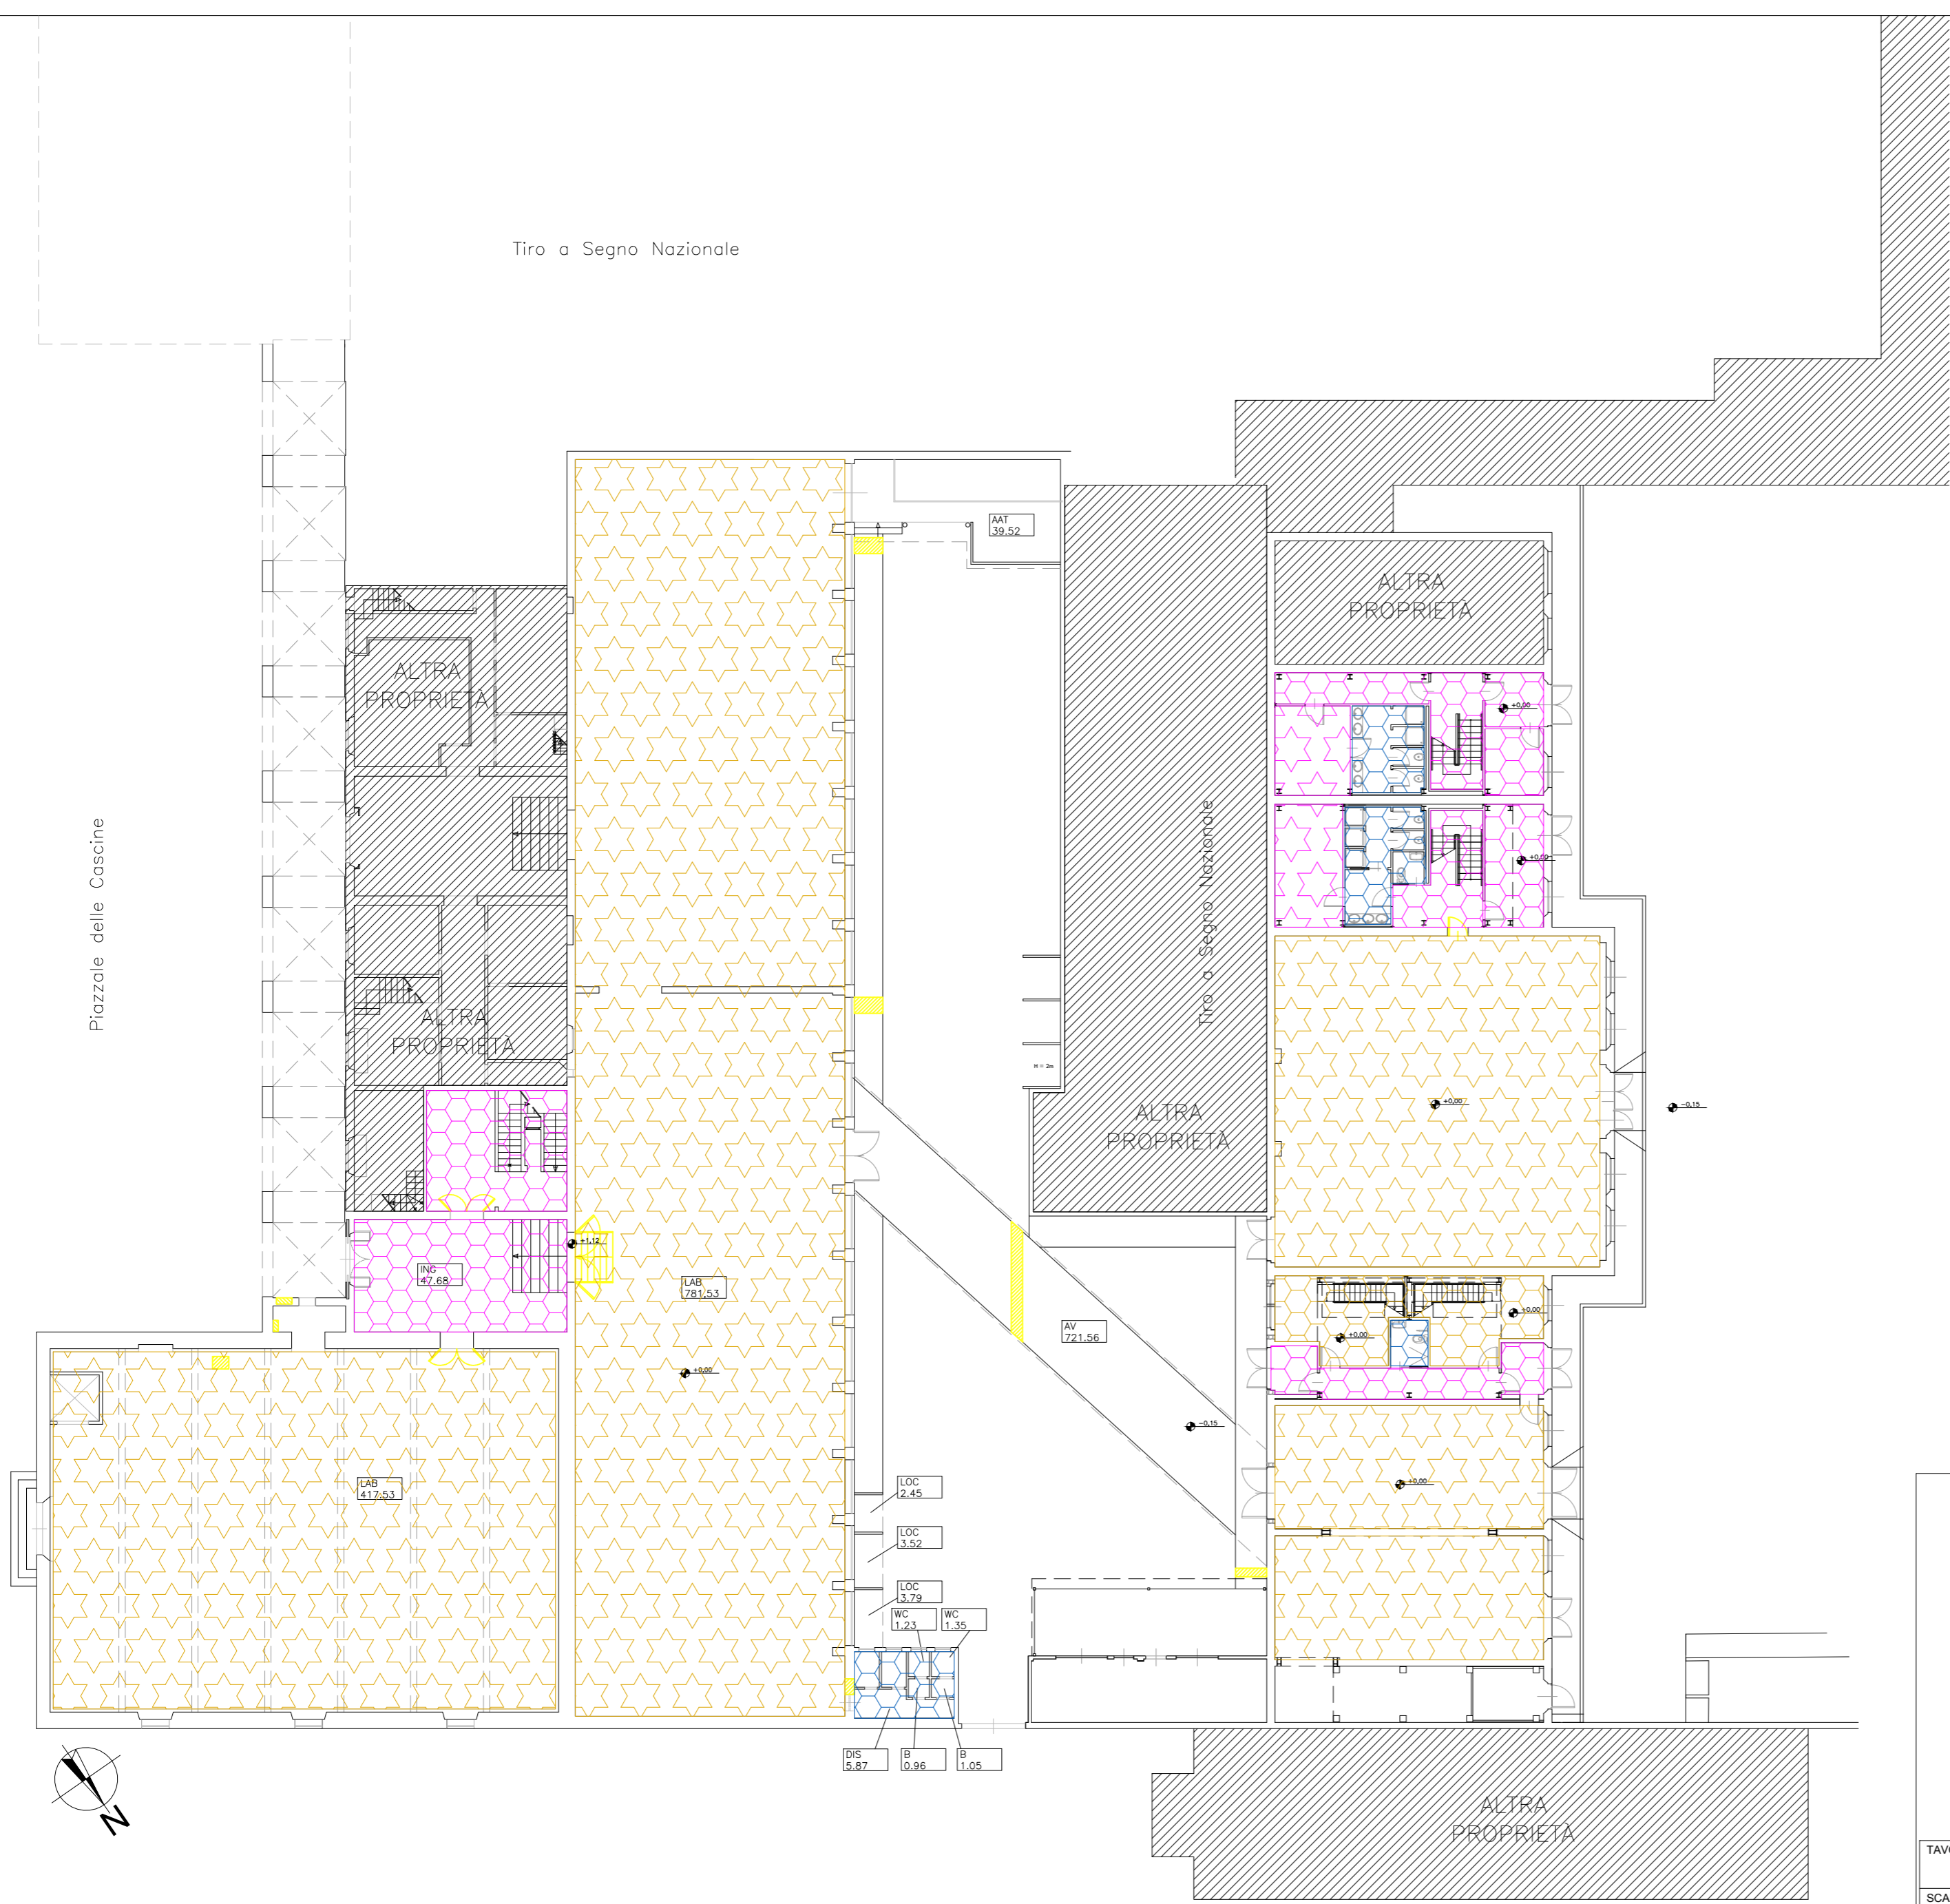 Tiro a Segno Nazionale
AAT
39.52
ALTRA
PROPRIETÀ
ALTRA
PROPRIETÀ
+0,00
Piazzale delle Cascine
Tiro a Segno Nazionale
+0,00
ALTRA
PROPRIETÀ
H = 2m
ALTRA
PROPRIETÀ
+0,00
-0,15
+1,12
ING
47.68
LAB
781.53
AV
721.56
+0,00
+0,00
+0,00
-0,15
LAB
417.53
+0,00
LOC
2.45
LOC
3.52
LOC
3.79
WC
1.23
WC
1.35
DIS
5.87
B
0.96
B
1.05
N
ALTRA
PROPRIETÀ